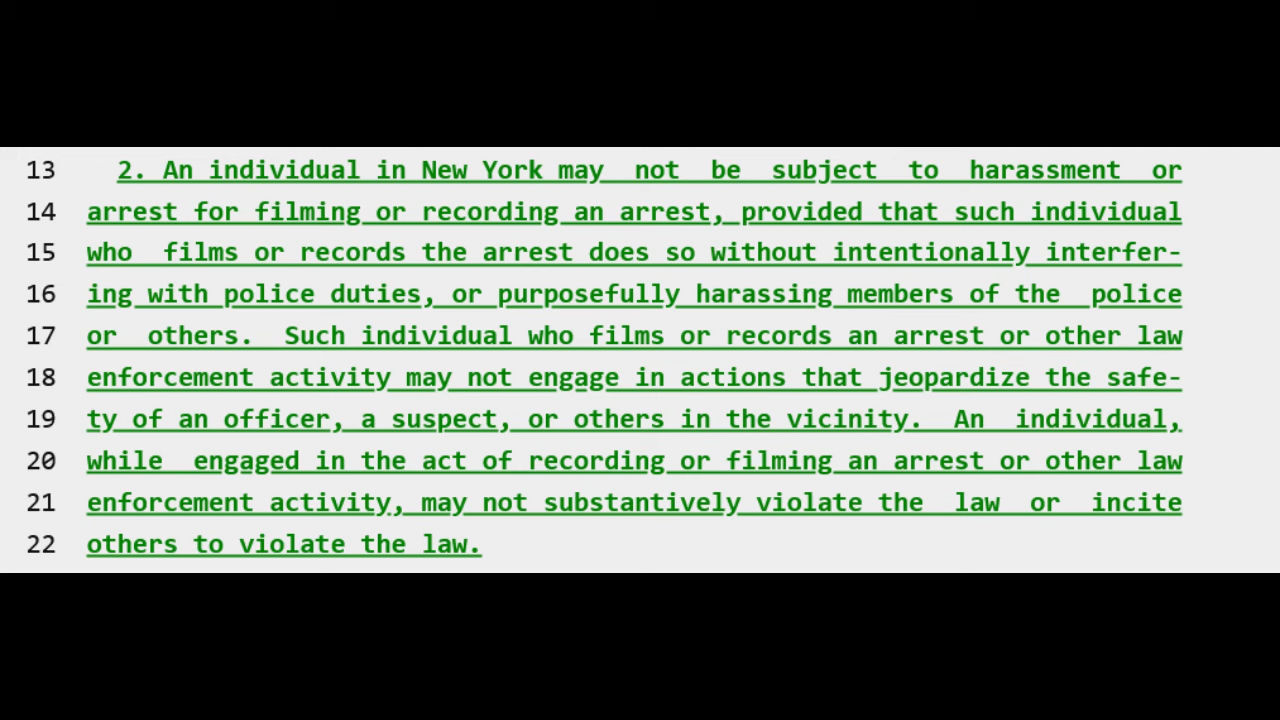 13 2. An individual in New York may not be subject to harassment or
14 arrest for filming or recording an arrest, provided that such individual
15 who films or records the arrest does so without intentionally interfer-
16 ing with police duties, or purposefully harassing members of the police
17 or others. Such individual who films or records an arrest or other law
18 enforcement activity may not engage in actions that jeopardize the safe-
19 ty of an officer, a suspect, or others in the vicinity. An individual,
20 while engaged in the act of recording or filming an arrest or other law
21 enforcement activity, may not substantively violate the law or incite
22 others to violate the law.